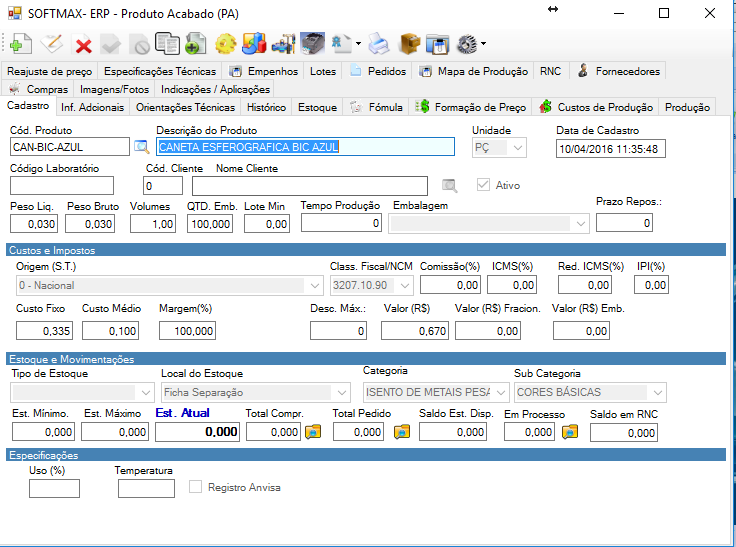 SOFTMAX- ERP - Produto Acabado (PA)
Reajuste de preço Especificações Técnicas Empenhos Lotes Pedidos Mapa de Produção RNC Fornecedores
Compras Imagens/Fotos Indicações / Aplicações
Cadastro Inf. Adcionais Orientações Técnicas Histórico Estoque Fómula Formação de Preço Custos de Produção Produção
Cód. Produto Descrição do Produto Unidade Data de Cadastro
CAN-BIC-AZUL CANETA ESFEROGRAFICA BIC AZUL PÇ 10/04/2016 11:35:48
Código Laboratório Cód. Cliente Nome Cliente
0 Ativo
Peso Liq. Peso Bruto Volumes QTD. Emb. Lote Min Tempo Produção Embalagem Prazo Repos.:
0,030 0,030 1,00 100,000 0,00 0 0
Custos e Impostos
Origem (S.T.) Class. Fiscal/NCM Comissão(%) ICMS(%) Red. ICMS(%) IPI(%)
0 - Nacional 3207.10.90 0,00 0,00 0,00 0,00
Custo Fixo Custo Médio Margem(%) Desc. Máx.: Valor (R$) Valor (R$) Fracion. Valor (R$) Emb.
0,335 0,100 100,000 0 0,670 0,00 0,00
Estoque e Movimentações
Tipo de Estoque Local do Estoque Categoria Sub Categoria
Ficha Separação ISENTO DE METAIS PESA CORES BÁSICAS
Est. Mínimo. Est. Máximo Est. Atual Total Compr. Total Pedido Saldo Est. Disp. Em Processo Saldo em RNC
0,000 0,000 0,000 0,000 0,000 0,000 0,000 0,000
Especificações
Uso (%) Temperatura
Registro Anvisa